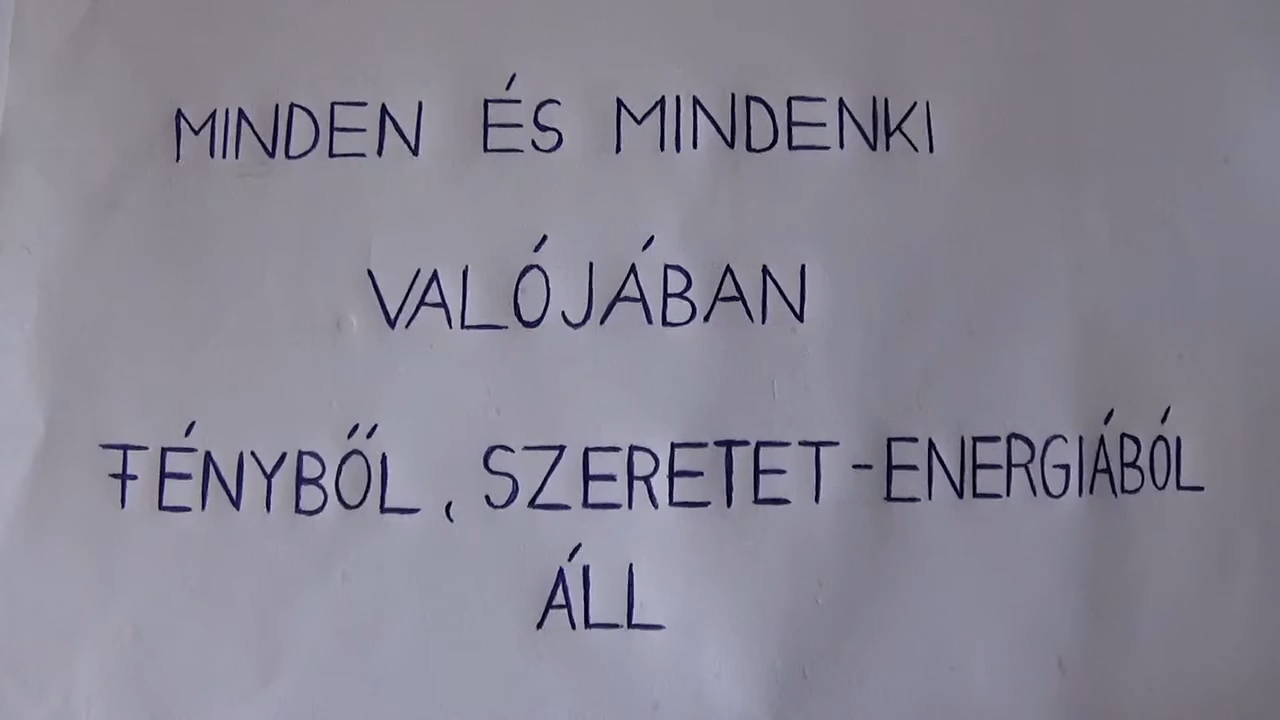 MINDEN ÉS MINDENKI
VALÓJÁBAN
FÉNYBŐL, SZERETET-ENERGIÁBÓL
ÁLL